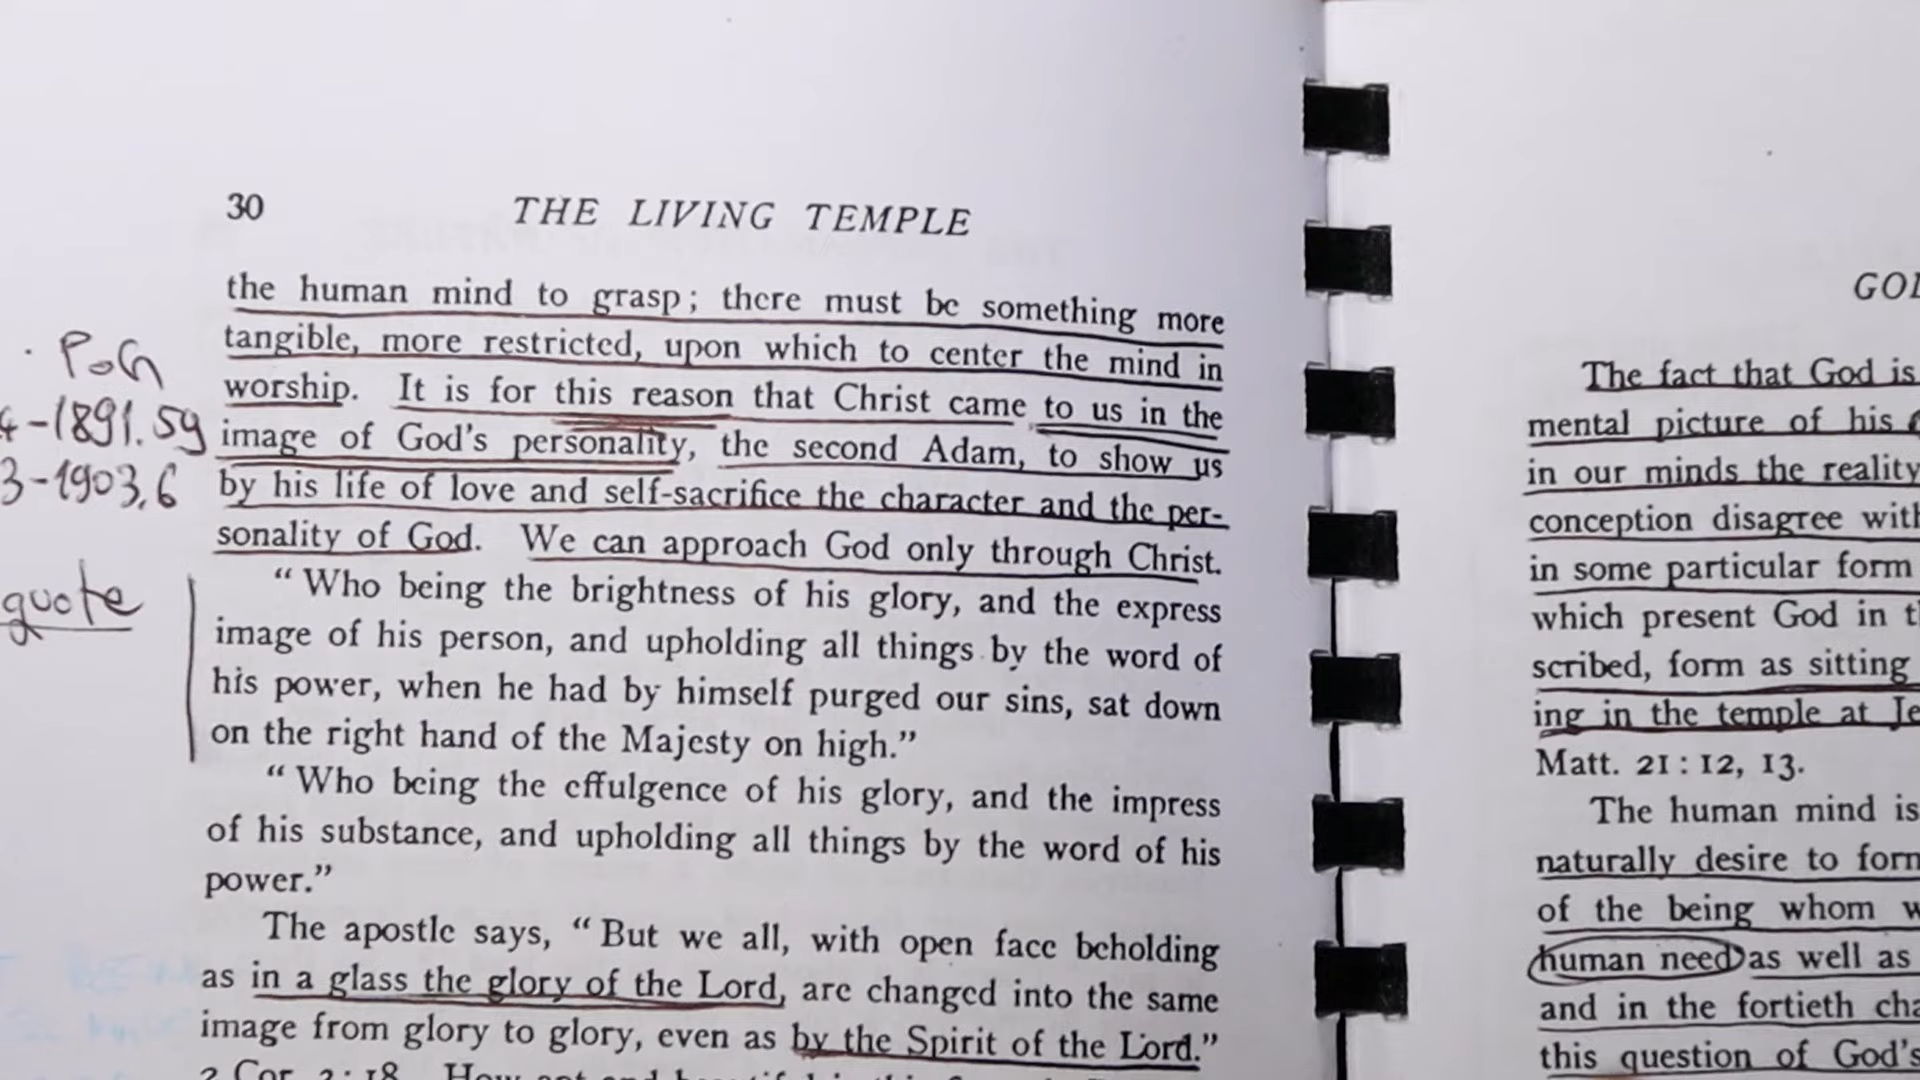 30
THE LIVING TEMPLE
the human mind to grasp; there must be something more
tangible, more restricted, upon which to center the mind in
worship. It is for this reason that Christ came to us in the
image of God's personality, the second Adam, to show us
by his life of love and self-sacrifice the character and the per-
sonality of God. We can approach God only through Christ.
"Who being the brightness of his glory, and the express
image of his person, and upholding all things by the word of
his power, when he had by himself purged our sins, sat down
on the right hand of the Majesty on high."
"Who being the effulgence of his glory, and the impress
of his substance, and upholding all things by the word of his
power."
The apostle says, "But we all, with open face beholding
as in a glass the glory of the Lord, are changed into the same
image from glory to glory, even as by the Spirit of the Lord."
PoG
4-1891.59
3-1903.6
quote
The fact that God is
mental picture of his
in our minds the reality
conception disagree with
in some particular form
which present God in
scribed, form as sitting
ing in the temple at Je
Matt. 21:12, 13.
The human mind is
naturally desire to form
of the being whom
human need as well as
and in the fortieth cha
this question of God's